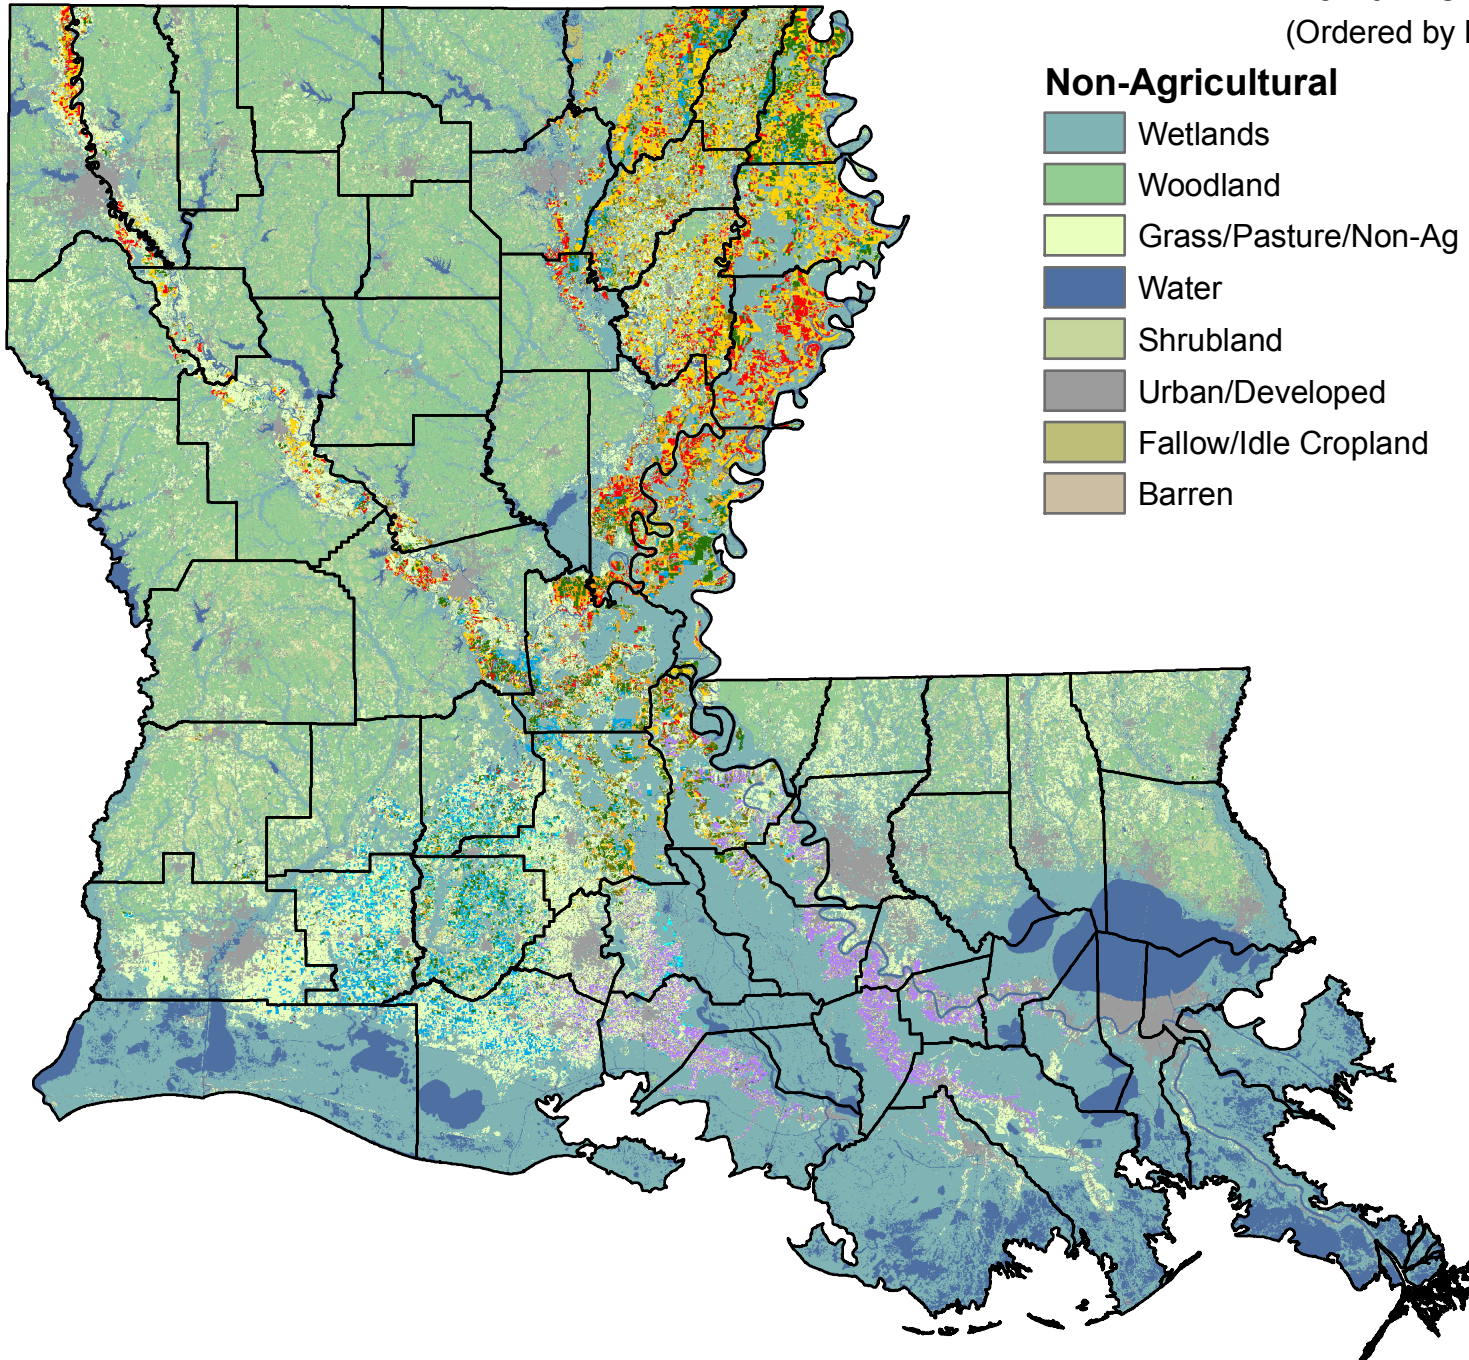 (Ordered by
Non-Agricultural
Wetlands
Woodland
Grass/Pasture/Non-Ag
Water
Shrubland
Urban/Developed
Fallow/Idle Cropland
Barren